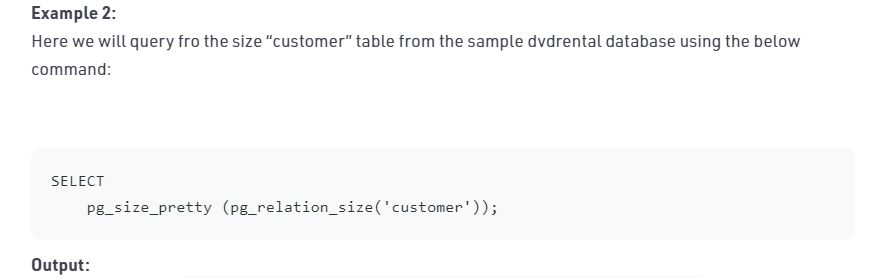 Example 2:
Here we will query fro the size “customer” table from the sample dvdrental database using the below
command:
SELECT
    pg_size_pretty (pg_relation_size('customer'));
Output: